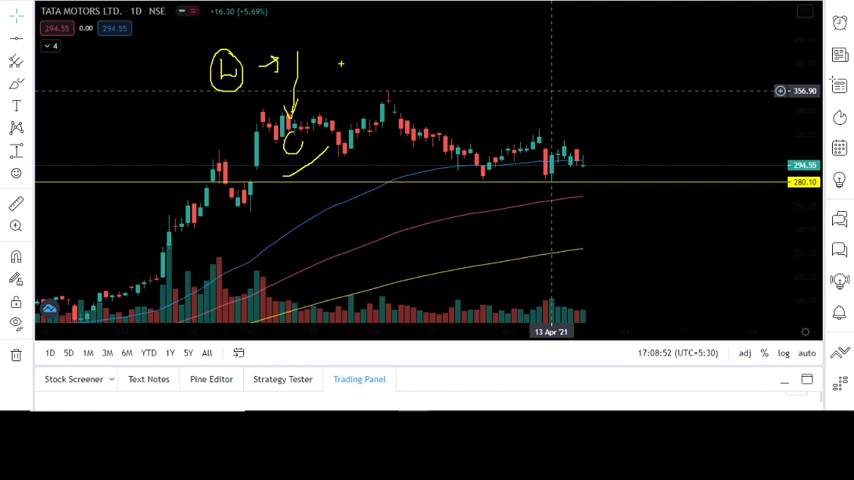 TATA MOTORS LTD. · 1D · NSE +16.30 (+5.69%)
294.55 0.00 294.55
4
356.90
294.55
280.10
13 Apr '21
1D 5D 1M 3M 6M YTD 1Y 5Y All 17:08:52 (UTC+5:30) adj % log auto
Stock Screener Text Notes Pine Editor Strategy Tester Trading Panel